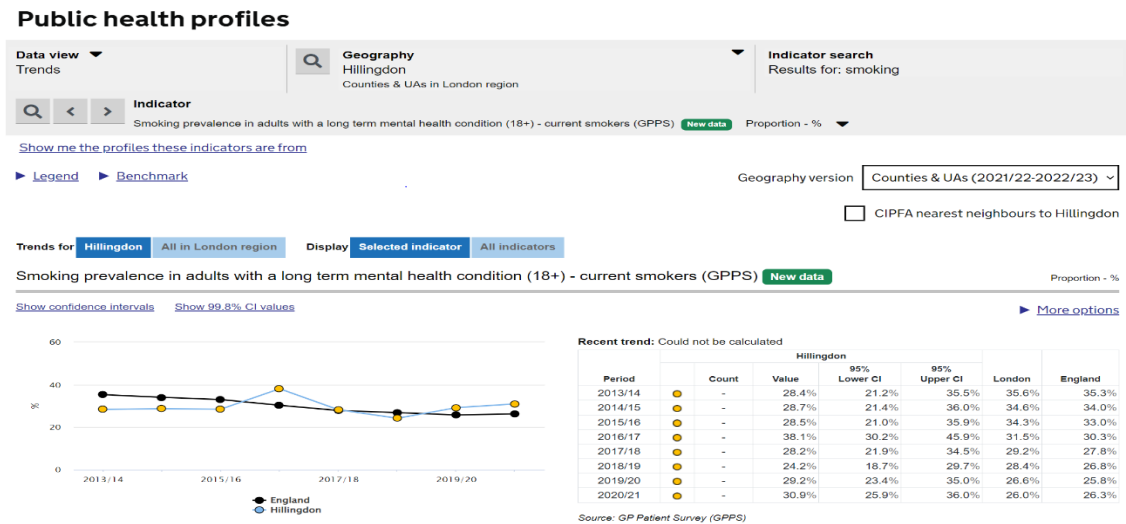 Public health profiles
Data view
Trends
Geography
Hillingdon
Counties & UAs in London region
Indicator search
Results for: smoking
Indicator
Smoking prevalence in adults with a long term mental health condition (18+) - current smokers (GPPS) New data Proportion - %
Show me the profiles these indicators are from
Legend Benchmark
Geography version Counties & UAs (2021/22-2022/23)
CIPFA nearest neighbours to Hillingdon
Trends for Hillingdon All in London region Display Selected indicator All indicators
Smoking prevalence in adults with a long term mental health condition (18+) - current smokers (GPPS) New data Proportion - %
Show confidence intervals Show 99.8% CI values
More options
60
40
20
0
%
2013/14 2015/16 2017/18 2019/20
England
Hillingdon
Recent trend: Could not be calculated
Hillingdon
Period Count Value 95% Lower CI 95% Upper CI London England
2013/14 - 28.4% 21.2% 35.5% 35.6% 35.3%
2014/15 - 28.7% 21.4% 36.0% 34.6% 34.0%
2015/16 - 28.5% 21.0% 35.9% 34.3% 33.0%
2016/17 - 38.1% 30.2% 45.9% 31.5% 30.3%
2017/18 - 28.2% 21.9% 34.5% 29.2% 27.8%
2018/19 - 24.2% 18.7% 29.7% 28.4% 26.8%
2019/20 - 29.2% 23.4% 35.0% 26.6% 25.8%
2020/21 - 30.9% 25.9% 36.0% 26.0% 26.3%
Source: GP Patient Survey (GPPS)